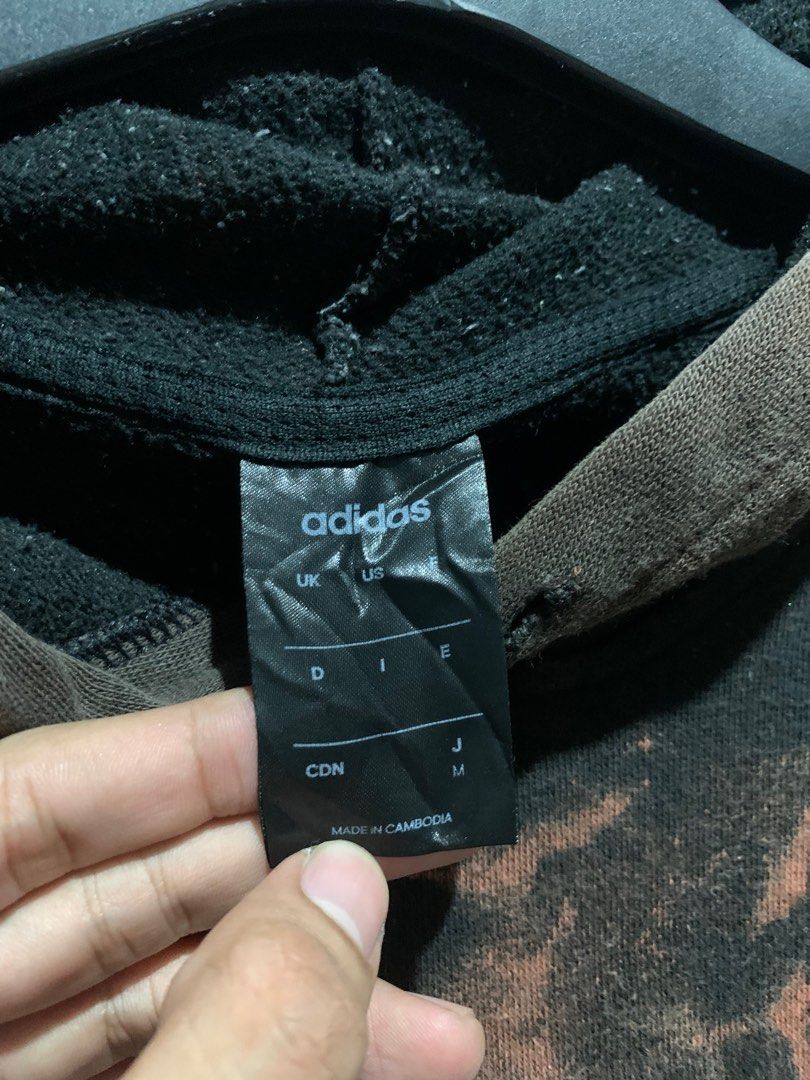 adidas
UK US F
D I E
CDN J
M
MADE IN CAMBODIA